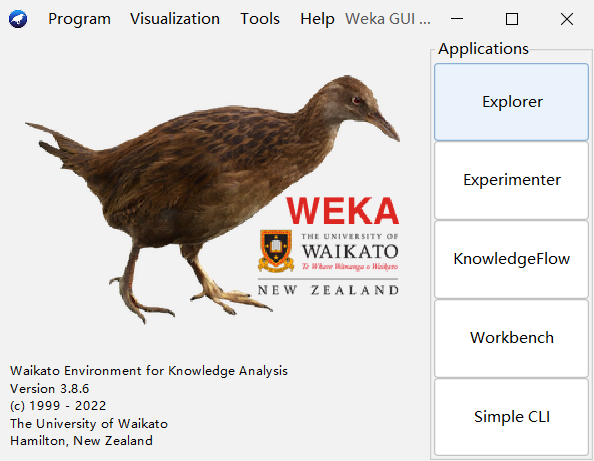 Program Visualization Tools Help Weka GUI ...
Applications
Explorer
Experimenter
KnowledgeFlow
Workbench
Simple CLI
WEKA
THE UNIVERSITY OF
WAIKATO
Te Whare Wānanga o Waikato
NEW ZEALAND
Waikato Environment for Knowledge Analysis
Version 3.8.6
(c) 1999 - 2022
The University of Waikato
Hamilton, New Zealand